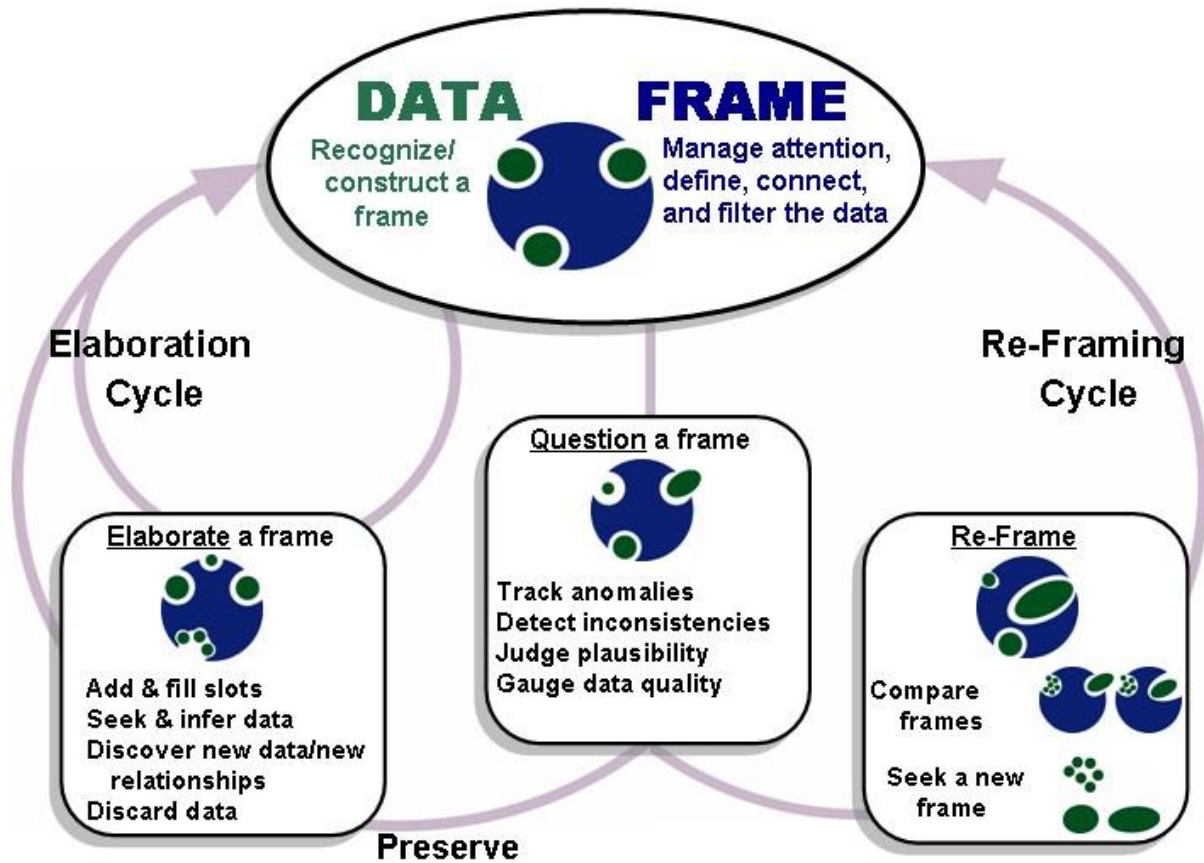 DATA
FRAME
Recognize/
construct a
frame
Manage attention,
define, connect,
and filter the data
Elaboration
Cycle
Re-Framing
Cycle
Question a frame
Track anomalies
Detect inconsistencies
Judge plausibility
Gauge data quality
Elaborate a frame
Add & fill slots
Seek & infer data
Discover new data/new
relationships
Discard data
Re-Frame
Compare
frames
Seek a new
frame
Preserve